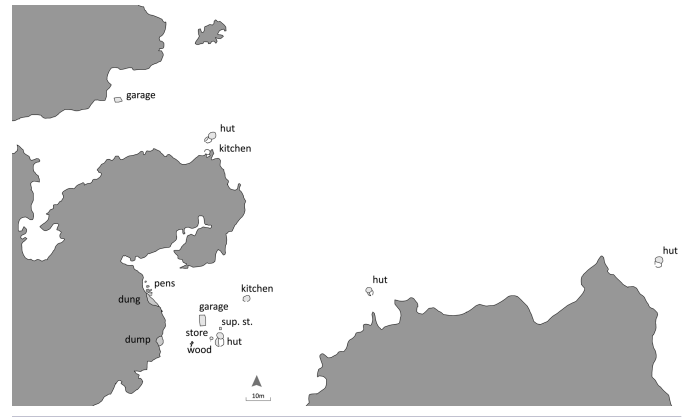 garage
hut
kitchen
hut
hut
pens
kitchen
dung
garage
sup. st.
store
dump
hut
wood
10m